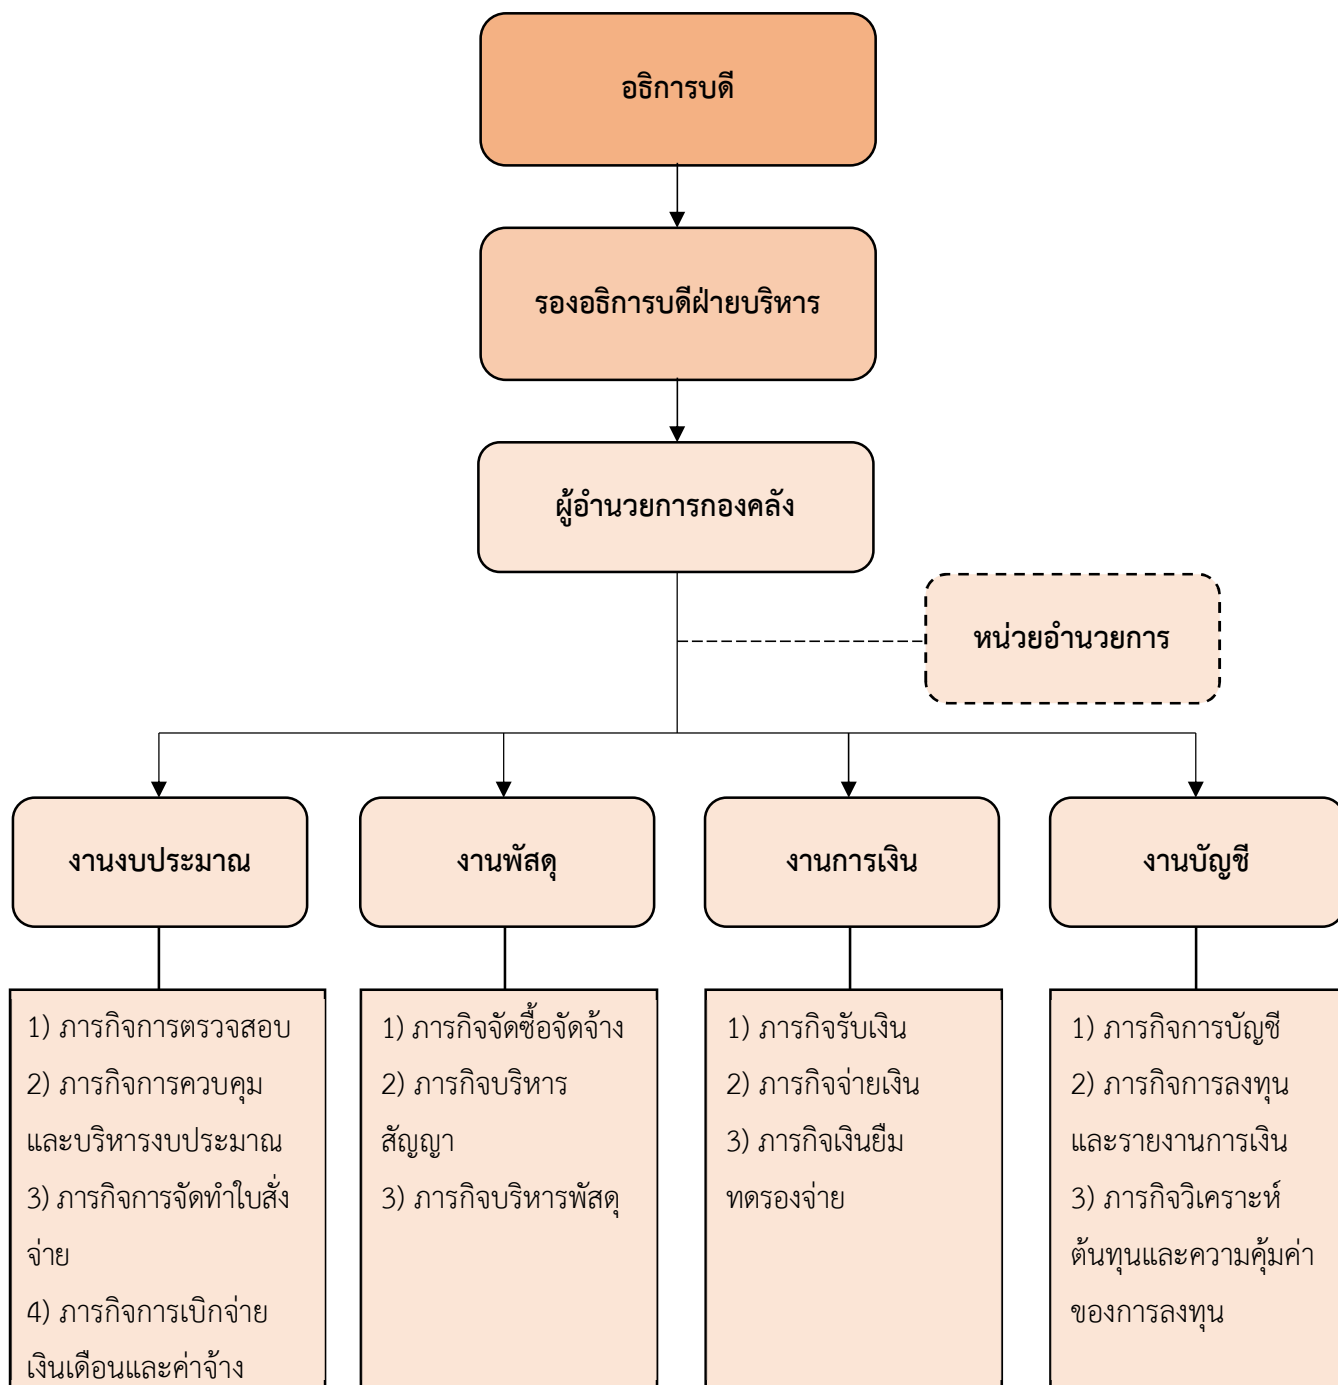 อธิการบดี
รองอธิการบดีฝ่ายบริหาร
ผู้อำนวยการกองคลัง
หน่วยอำนวยการ
งานงบประมาณ
งานพัสดุ
งานการเงิน
งานบัญชี
1) ภารกิจการตรวจสอบ
2) ภารกิจการควบคุม
และบริหารงบประมาณ
3) ภารกิจการจัดทำใบสั่ง
จ่าย
4) ภารกิจการเบิกจ่าย
เงินเดือนและค่าจ้าง
1) ภารกิจจัดซื้อจัดจ้าง
2) ภารกิจบริหาร
สัญญา
3) ภารกิจบริหารพัสดุ
1) ภารกิจรับเงิน
2) ภารกิจจ่ายเงิน
3) ภารกิจเงินยืม
ทดรองจ่าย
1) ภารกิจการบัญชี
2) ภารกิจการลงทุน
และรายงานการเงิน
3) ภารกิจวิเคราะห์
ต้นทุนและความคุ้มค่า
ของการลงทุน